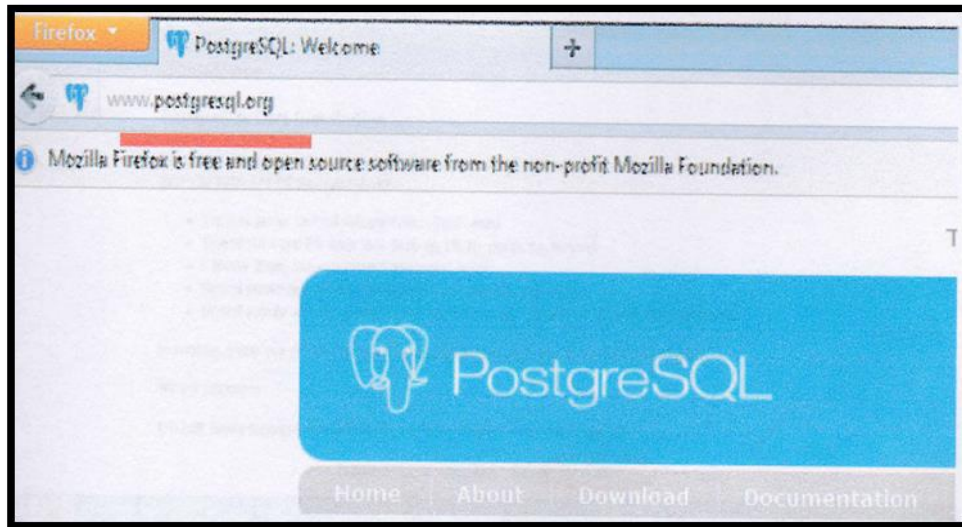 Firefox
PostgreSQL: Welcome
+
www.postgresql.org
Mozilla Firefox is free and open source software from the non-profit Mozilla Foundation.
T
PostgreSQL
Home About Download Documentation